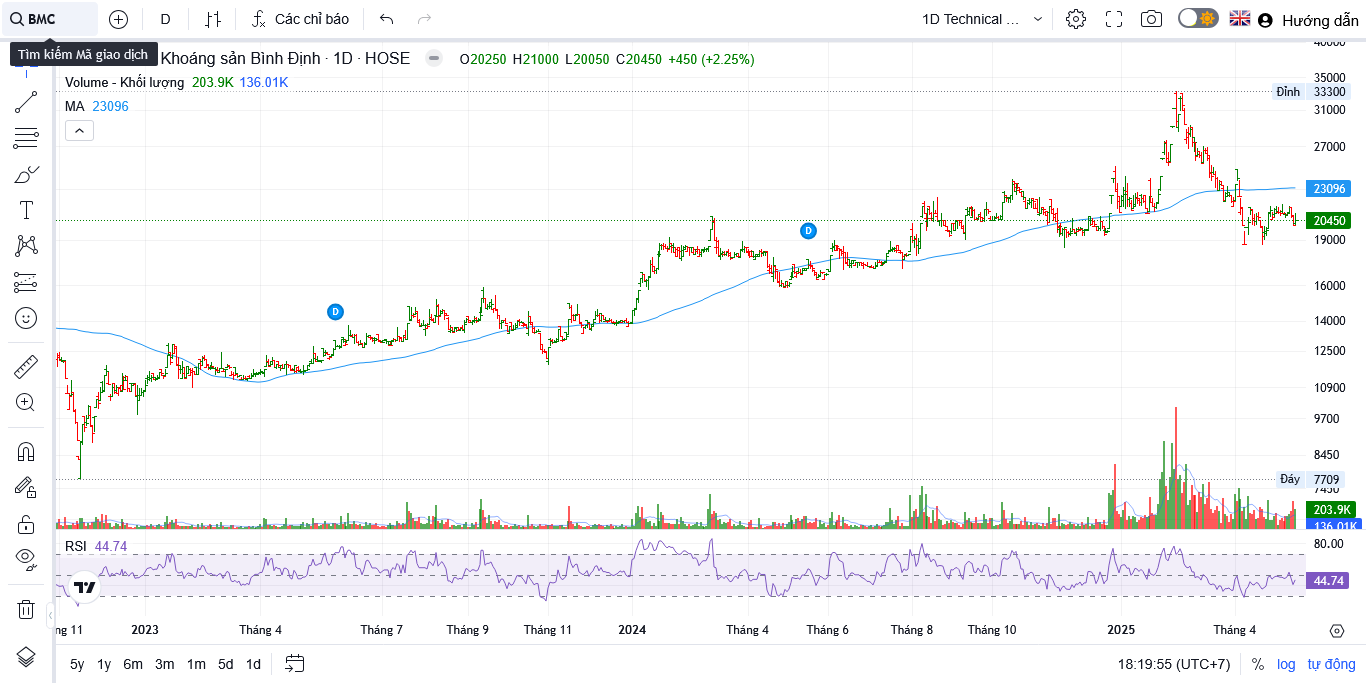 BMC
D
Các chỉ báo
1D Technical ...
Hướng dẫn
Tìm kiếm Mã giao dịch
Khoáng sản Bình Định · 1D · HOSE
O20250 H21000 L20050 C20450 +450 (+2.25%)
Volume - Khối lượng 203.9K 136.01K
MA 23096
40000
35000
Đỉnh 33300
31000
27000
23096
20450
19000
16000
14000
12500
10900
9700
8450
Đáy 7709
7450
203.9K
136.01K
D
D
RSI 44.74
80.00
44.74
ng 11 2023 Tháng 4 Tháng 7 Tháng 9 Tháng 11 2024 Tháng 4 Tháng 6 Tháng 8 Tháng 10 2025 Tháng 4
5y 1y 6m 3m 1m 5d 1d
18:19:55 (UTC+7) % log tự động